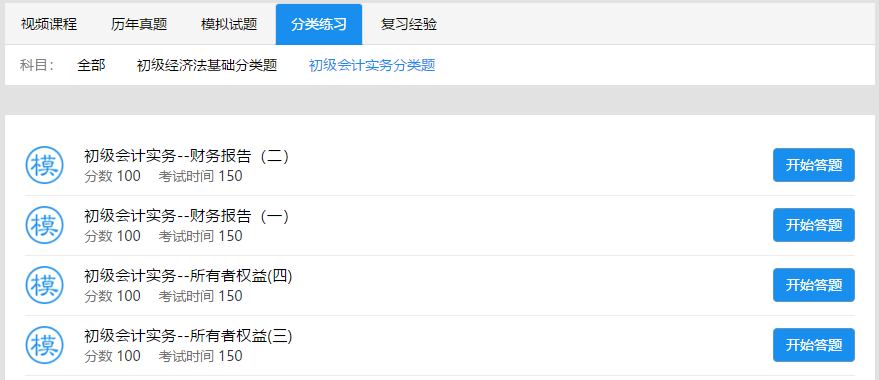 视频课程 历年真题 模拟试题 分类练习 复习经验
科目： 全部 初级经济法基础分类题 初级会计实务分类题
模 初级会计实务--财务报告（二） 开始答题
分数 100 考试时间 150
模 初级会计实务--财务报告（一） 开始答题
分数 100 考试时间 150
模 初级会计实务--所有者权益(四) 开始答题
分数 100 考试时间 150
模 初级会计实务--所有者权益(三) 开始答题
分数 100 考试时间 150